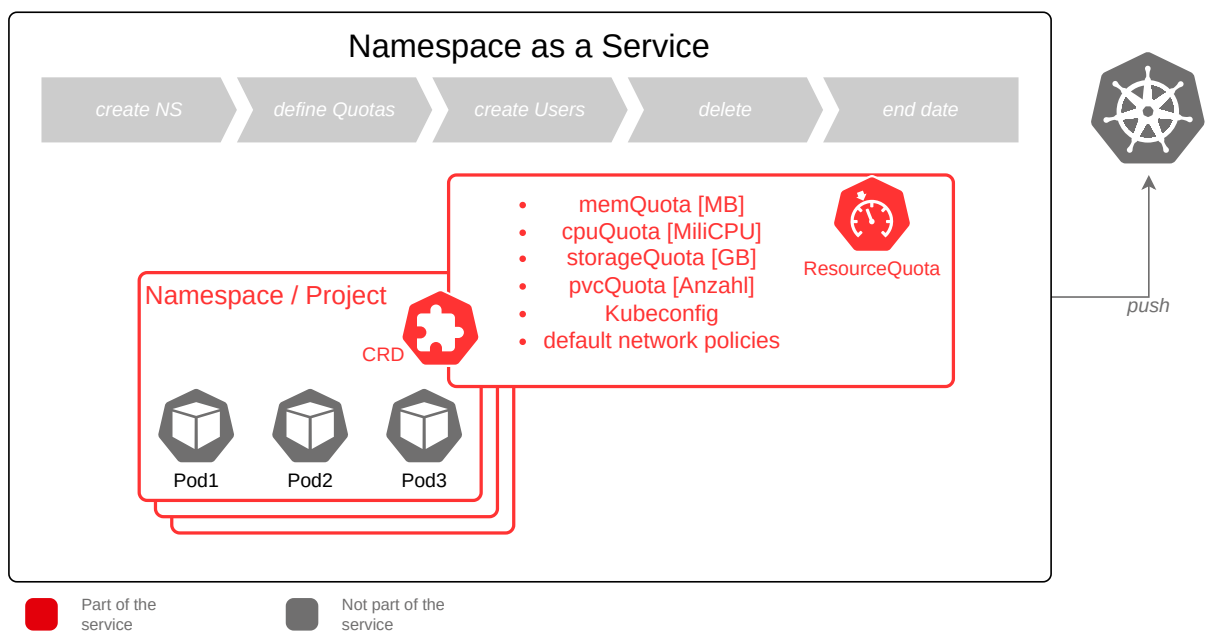 Namespace as a Service
create NS
define Quotas
create Users
delete
end date
memQuota [MB]
cpuQuota [MiliCPU]
storageQuota [GB]
pvcQuota [Anzahl]
Kubeconfig
default network policies
ResourceQuota
Namespace / Project
CRD
Pod1
Pod2
Pod3
push
Part of the
service
Not part of the
service